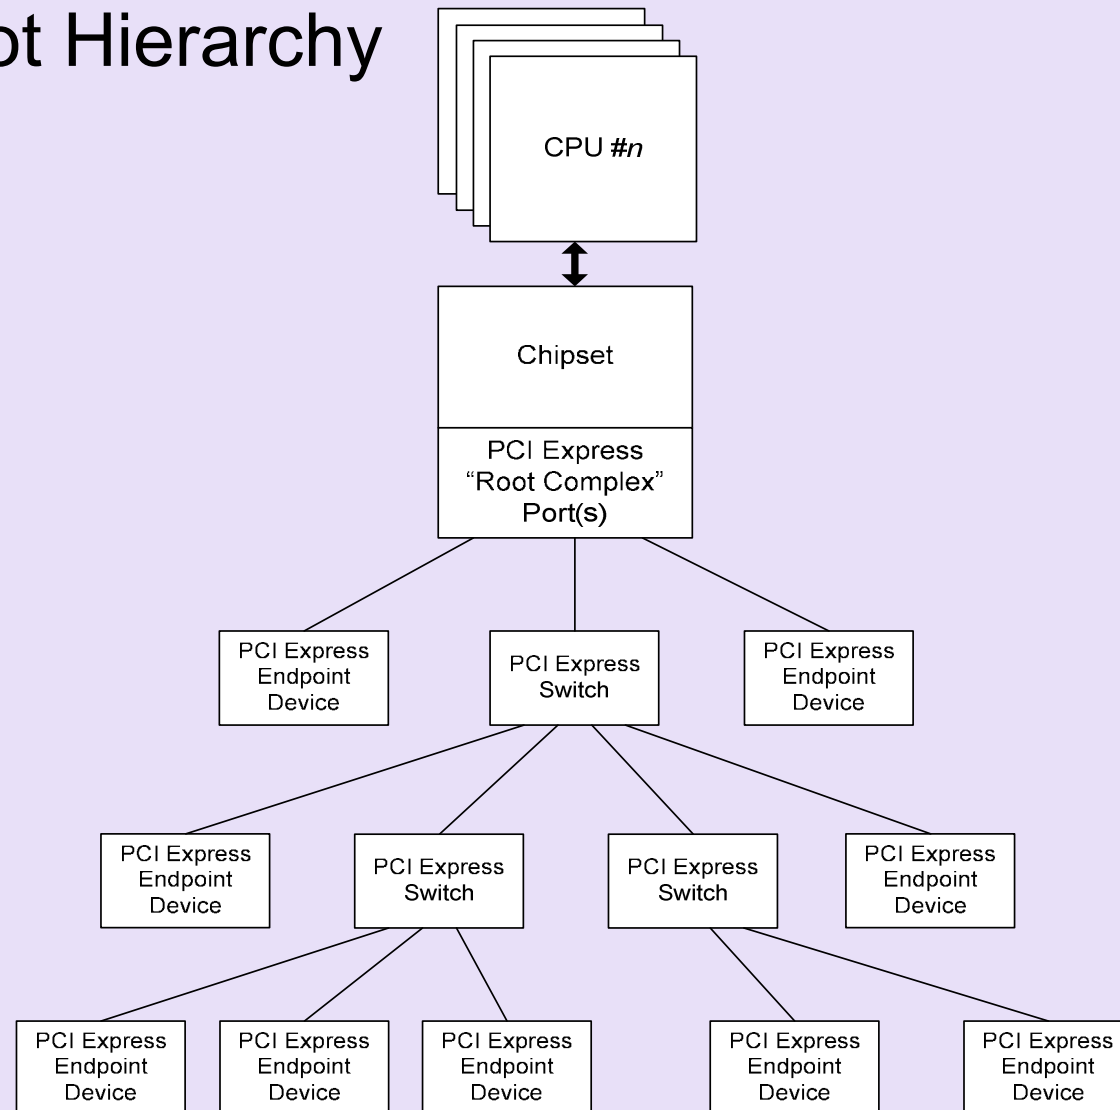 ot Hierarchy
CPU #n
Chipset
PCI Express
“Root Complex”
Port(s)
PCI Express
Endpoint
Device
PCI Express
Switch
PCI Express
Endpoint
Device
PCI Express
Endpoint
Device
PCI Express
Switch
PCI Express
Switch
PCI Express
Endpoint
Device
PCI Express
Endpoint
Device
PCI Express
Endpoint
Device
PCI Express
Endpoint
Device
PCI Express
Endpoint
Device
PCI Express
Endpoint
Device